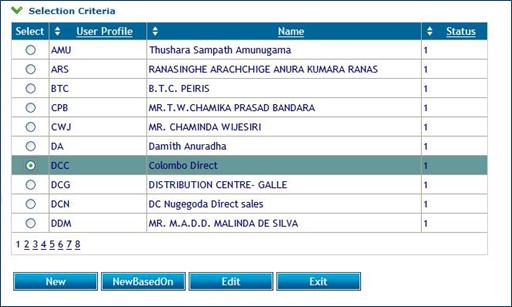 Selection Criteria
Select User Profile Name Status
AMU Thushara Sampath Amunugama 1
ARS RANASINGHE ARACHCHIGE ANURA KUMARA RANAS 1
BTC B.T.C. PEIRIS 1
CPB MR.T.W.CHAMIKA PRASAD BANDARA 1
CWJ MR. CHAMINDA WIJESIRI 1
DA Damith Anuradha 1
DCC Colombo Direct 1
DCG DISTRIBUTION CENTRE- GALLE 1
DCN DC Nugegoda Direct sales 1
DDM MR. M.A.D.D. MALINDA DE SILVA 1
1 2 3 4 5 6 7 8
New NewBasedOn Edit Exit